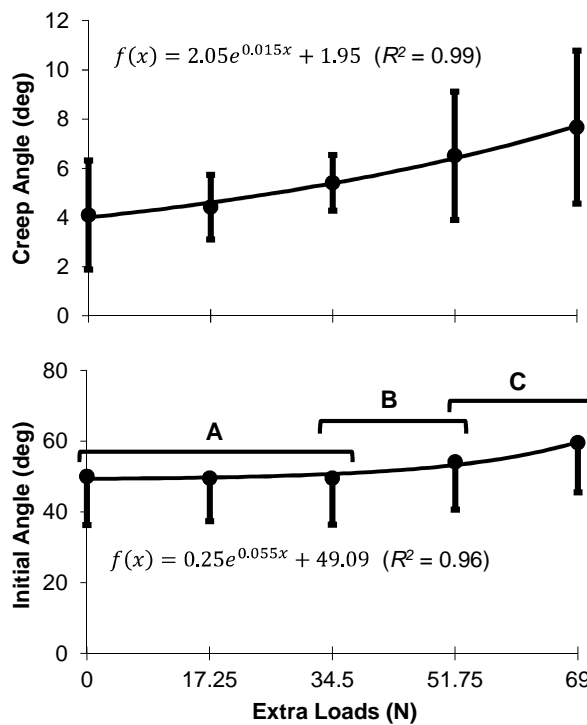 12
10
8
6
4
2
0
Creep Angle (deg)
f(x) = 2.05e^{0.015x} + 1.95 (R² = 0.99)
80
60
40
20
0
Initial Angle (deg)
A
B
C
f(x) = 0.25e^{0.055x} + 49.09 (R² = 0.96)
0 17.25 34.5 51.75 69
Extra Loads (N)